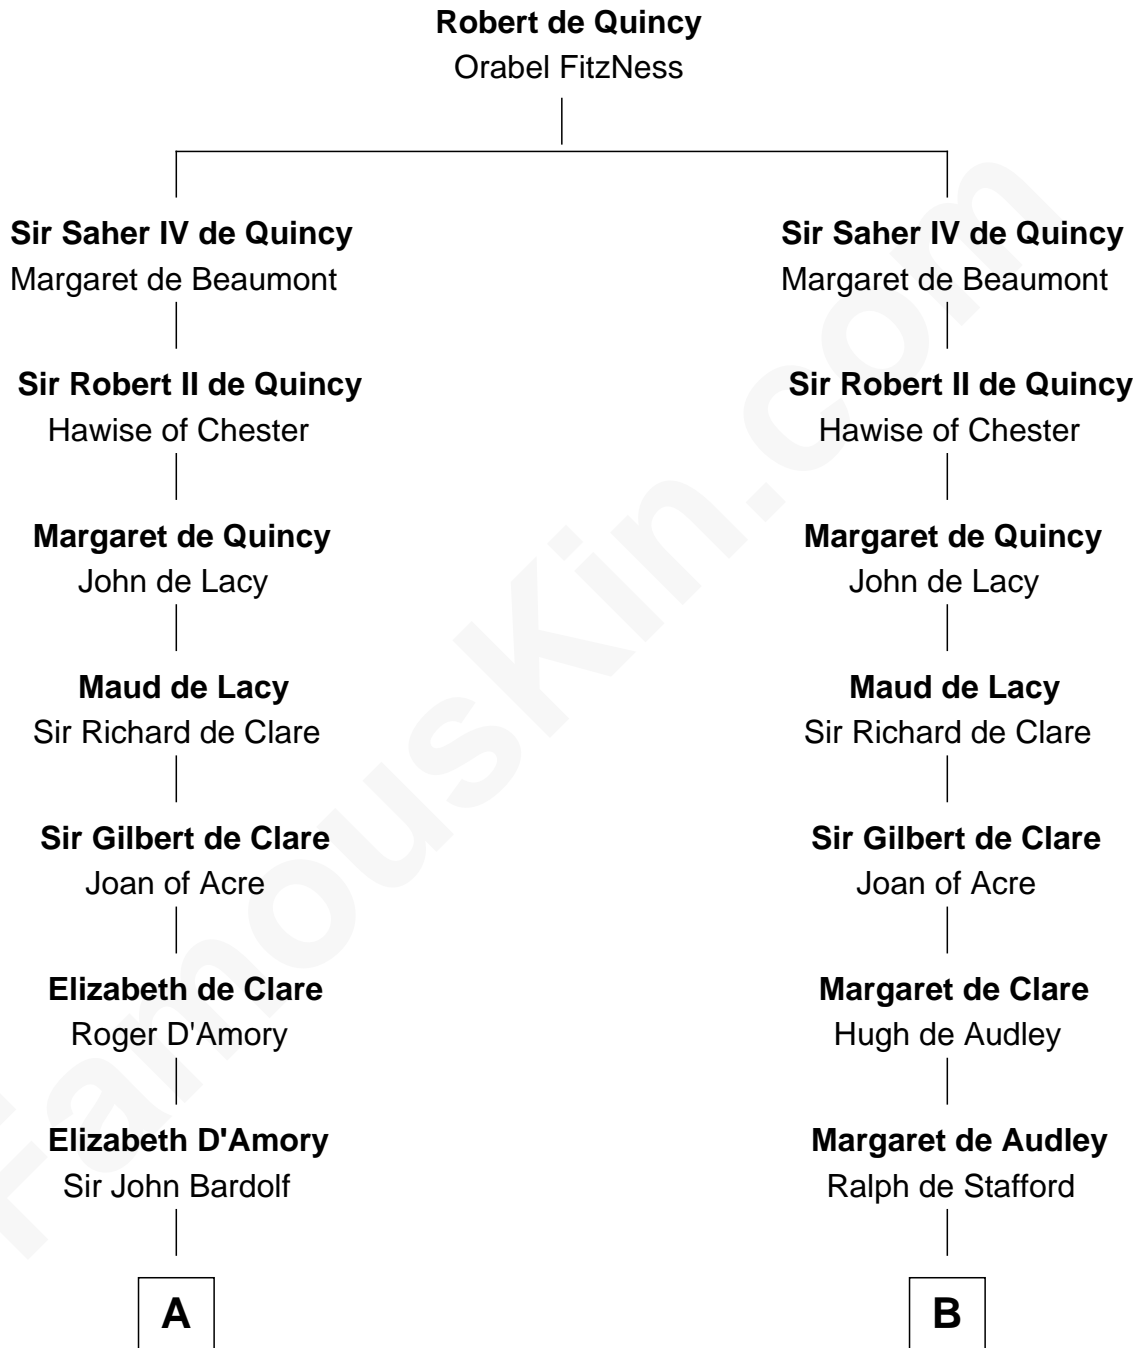 Robert de Quincy
Orabel FitzNess
Sir Saher IV de Quincy
Margaret de Beaumont
Sir Robert II de Quincy
Hawise of Chester
Margaret de Quincy
John de Lacy
Maud de Lacy
Sir Richard de Clare
Sir Gilbert de Clare
Joan of Acre
Elizabeth de Clare
Roger D'Amory
Elizabeth D'Amory
Sir John Bardolf
A
Sir Saher IV de Quincy
Margaret de Beaumont
Sir Robert II de Quincy
Hawise of Chester
Margaret de Quincy
John de Lacy
Maud de Lacy
Sir Richard de Clare
Sir Gilbert de Clare
Joan of Acre
Margaret de Clare
Hugh de Audley
Margaret de Audley
Ralph de Stafford
B
FamousKin.com